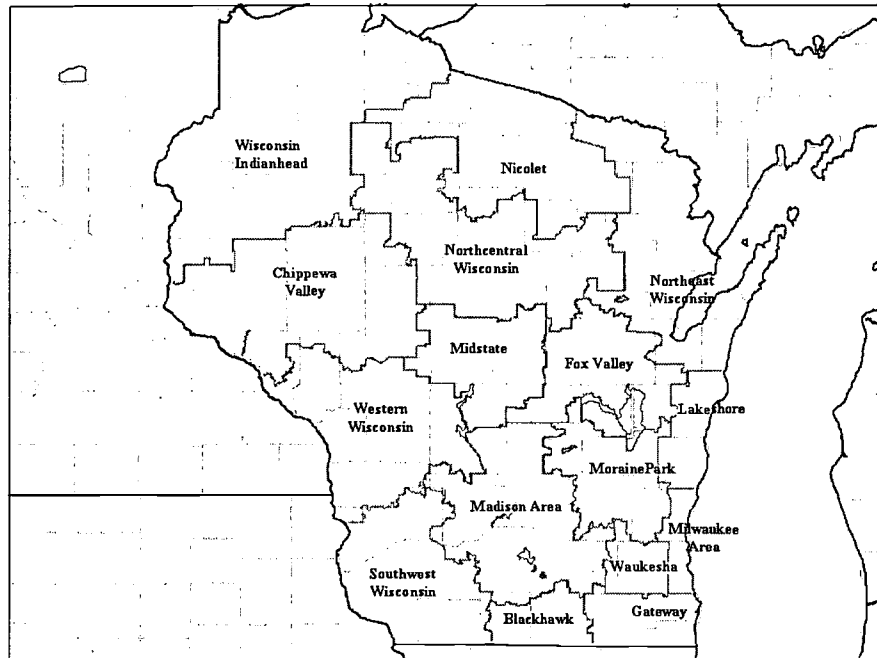 Wisconsin
Indianhead
Nicolet
Northcentral
Wisconsin
Chippewa
Valley
Northeast
Wisconsin
Midstate
Fox Valley
Western
Wisconsin
Lakeshore
MorainePark
Madison Area
Milwaukee
Area
Waukesha
Southwest
Wisconsin
Blackhawk
Gateway